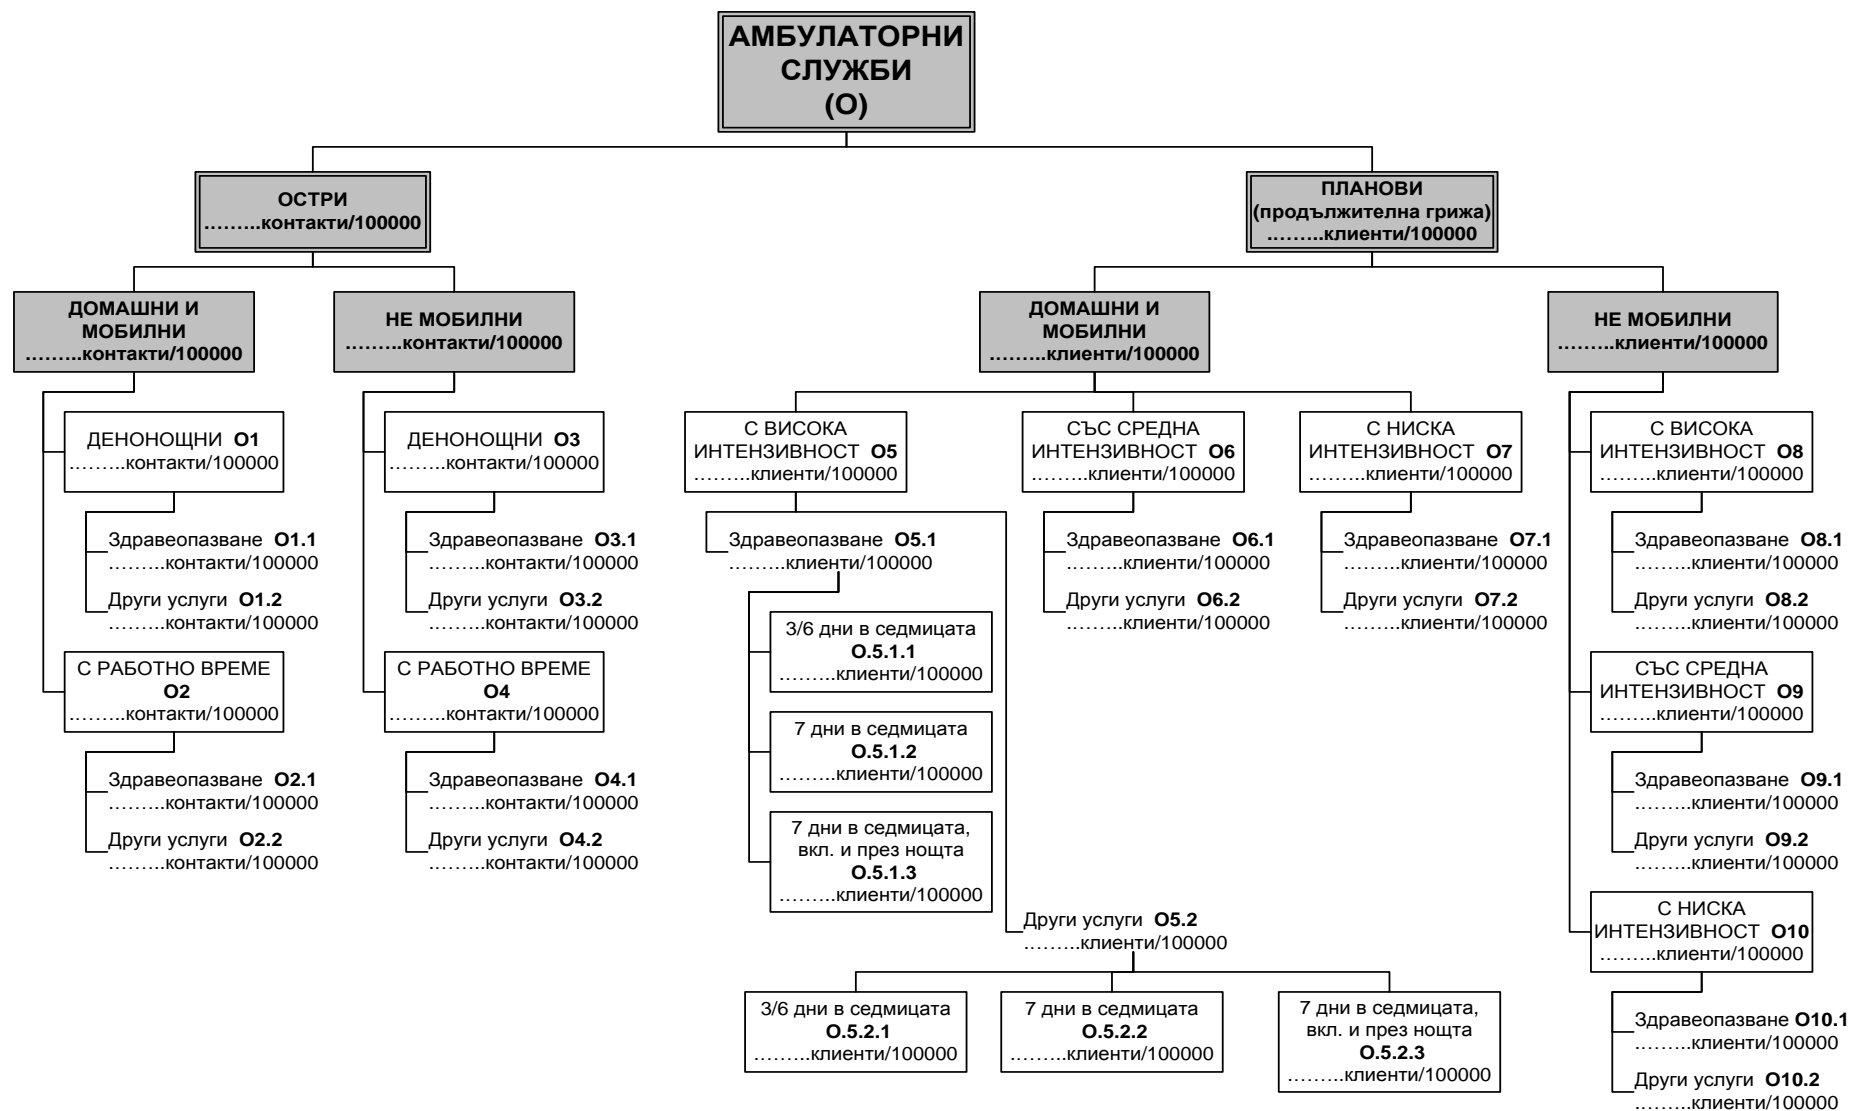 АМБУЛАТОРНИ
СЛУЖБИ
(О)
ОСТРИ
………..контакти/100000
ПЛАНОВИ
(продължителна грижа)
………..клиенти/100000
ДОМАШНИ И
МОБИЛНИ
………..контакти/100000
НЕ МОБИЛНИ
………..контакти/100000
ДОМАШНИ И
МОБИЛНИ
………..клиенти/100000
НЕ МОБИЛНИ
………..клиенти/100000
ДЕНОНОЩНИ О1
………..контакти/100000
Здравеопазване О1.1
………..контакти/100000
Други услуги О1.2
………..контакти/100000
С РАБОТНО ВРЕМЕ
О2
………..контакти/100000
Здравеопазване О2.1
………..контакти/100000
Други услуги О2.2
………..контакти/100000
ДЕНОНОЩНИ О3
………..контакти/100000
Здравеопазване О3.1
………..контакти/100000
Други услуги О3.2
………..контакти/100000
С РАБОТНО ВРЕМЕ
О4
………..контакти/100000
Здравеопазване О4.1
………..контакти/100000
Други услуги О4.2
………..контакти/100000
С ВИСОКА
ИНТЕНЗИВНОСТ О5
………..клиенти/100000
Здравеопазване О5.1
………..клиенти/100000
3/6 дни в седмицата
О.5.1.1
………..клиенти/100000
7 дни в седмицата
О.5.1.2
………..клиенти/100000
7 дни в седмицата,
вкл. и през нощта
О.5.1.3
………..клиенти/100000
Други услуги О5.2
………..клиенти/100000
3/6 дни в седмицата
О.5.2.1
………..клиенти/100000
7 дни в седмицата
О.5.2.2
………..клиенти/100000
7 дни в седмицата,
вкл. и през нощта
О.5.2.3
………..клиенти/100000
СЪС СРЕДНА
ИНТЕНЗИВНОСТ О6
………..клиенти/100000
Здравеопазване О6.1
………..клиенти/100000
Други услуги О6.2
………..клиенти/100000
С НИСКА
ИНТЕНЗИВНОСТ О7
………..клиенти/100000
Здравеопазване О7.1
………..клиенти/100000
Други услуги О7.2
………..клиенти/100000
С ВИСОКА
ИНТЕНЗИВНОСТ О8
………..клиенти/100000
Здравеопазване О8.1
………..клиенти/100000
Други услуги О8.2
………..клиенти/100000
СЪС СРЕДНА
ИНТЕНЗИВНОСТ О9
………..клиенти/100000
Здравеопазване О9.1
………..клиенти/100000
Други услуги О9.2
………..клиенти/100000
С НИСКА
ИНТЕНЗИВНОСТ О10
………..клиенти/100000
Здравеопазване О10.1
………..клиенти/100000
Други услуги О10.2
………..клиенти/100000